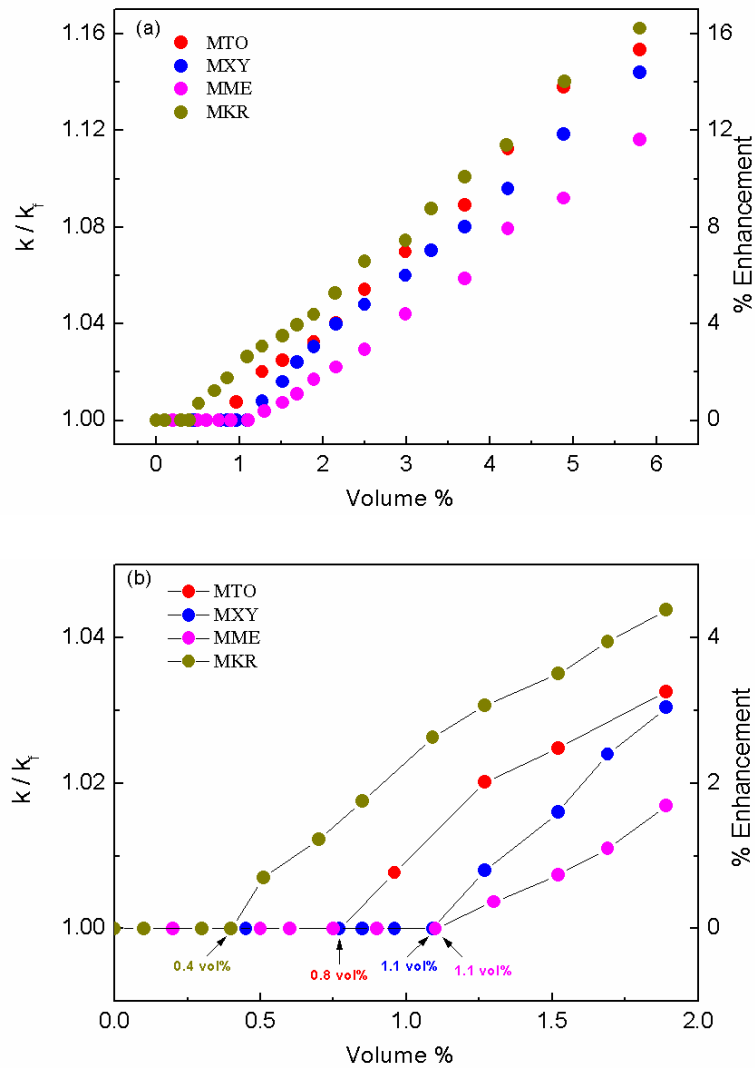 (a)
MTO
MXY
MME
MKR
1.16
1.12
1.08
1.04
1.00
k / kf
16
12
8
4
0
% Enhancement
0 1 2 3 4 5 6
Volume %
(b)
MTO
MXY
MME
MKR
1.04
1.02
1.00
k / kf
4
2
0
% Enhancement
0.4 vol%
0.8 vol%
1.1 vol%
1.1 vol%
0.0 0.5 1.0 1.5 2.0
Volume %